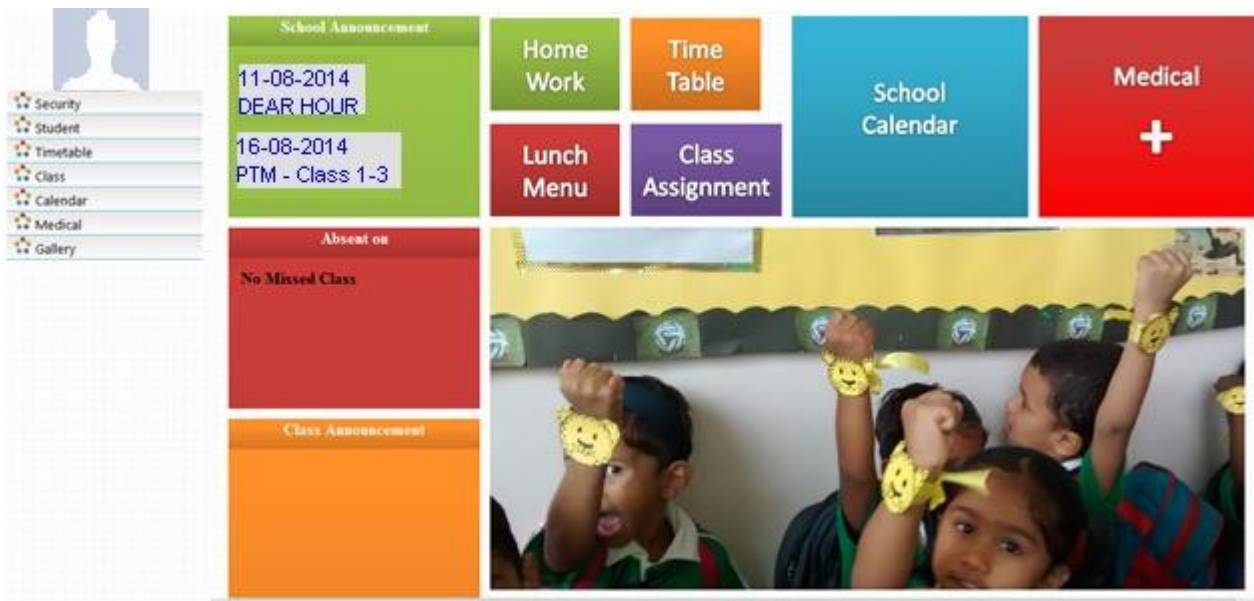 Security
Student
Timetable
Class
Calendar
Medical
Gallery
School Announcement
11-08-2014
DEAR HOUR
16-08-2014
PTM - Class 1-3
Absent on
No Missed Class
Class Announcement
Home
Work
Time
Table
Lunch
Menu
Class
Assignment
School
Calendar
Medical